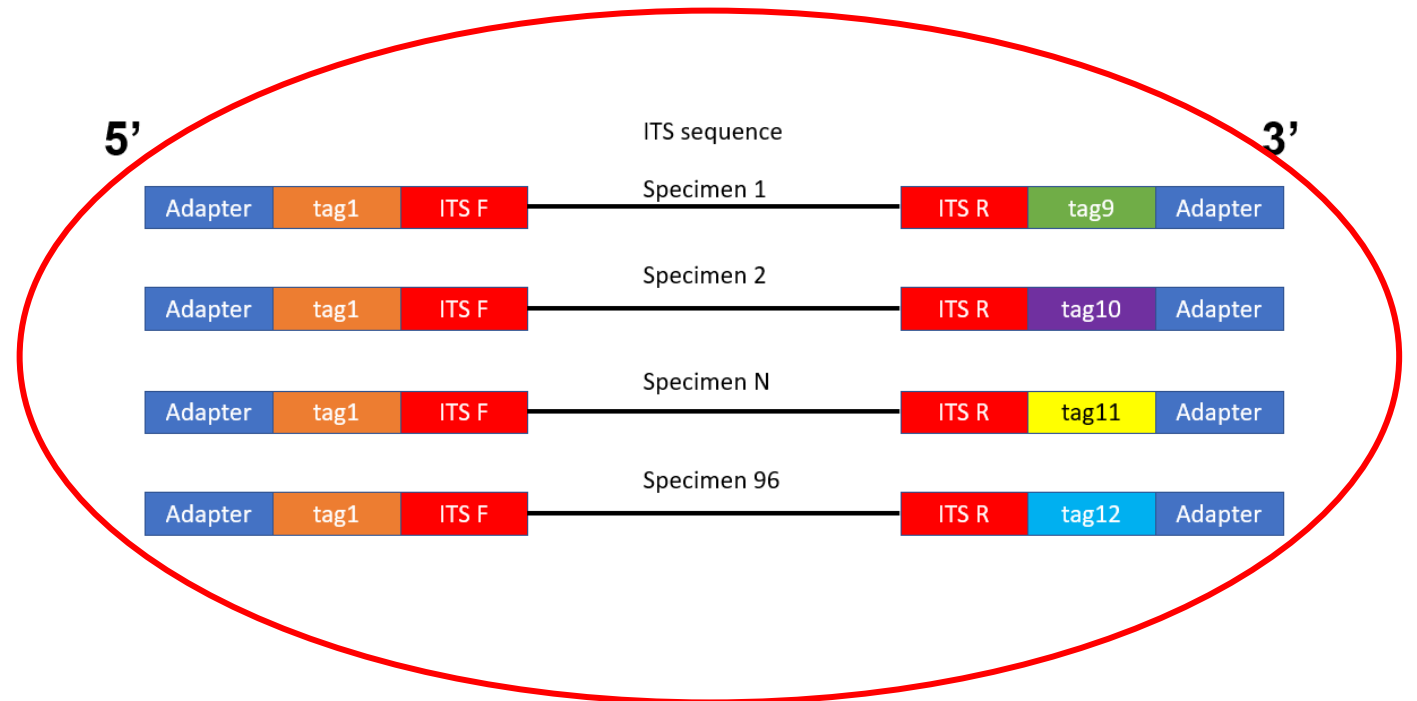 5’ 3’
ITS sequence
Specimen 1
Adapter tag1 ITS F ITS R tag9 Adapter
Specimen 2
Adapter tag1 ITS F ITS R tag10 Adapter
Specimen N
Adapter tag1 ITS F ITS R tag11 Adapter
Specimen 96
Adapter tag1 ITS F ITS R tag12 Adapter